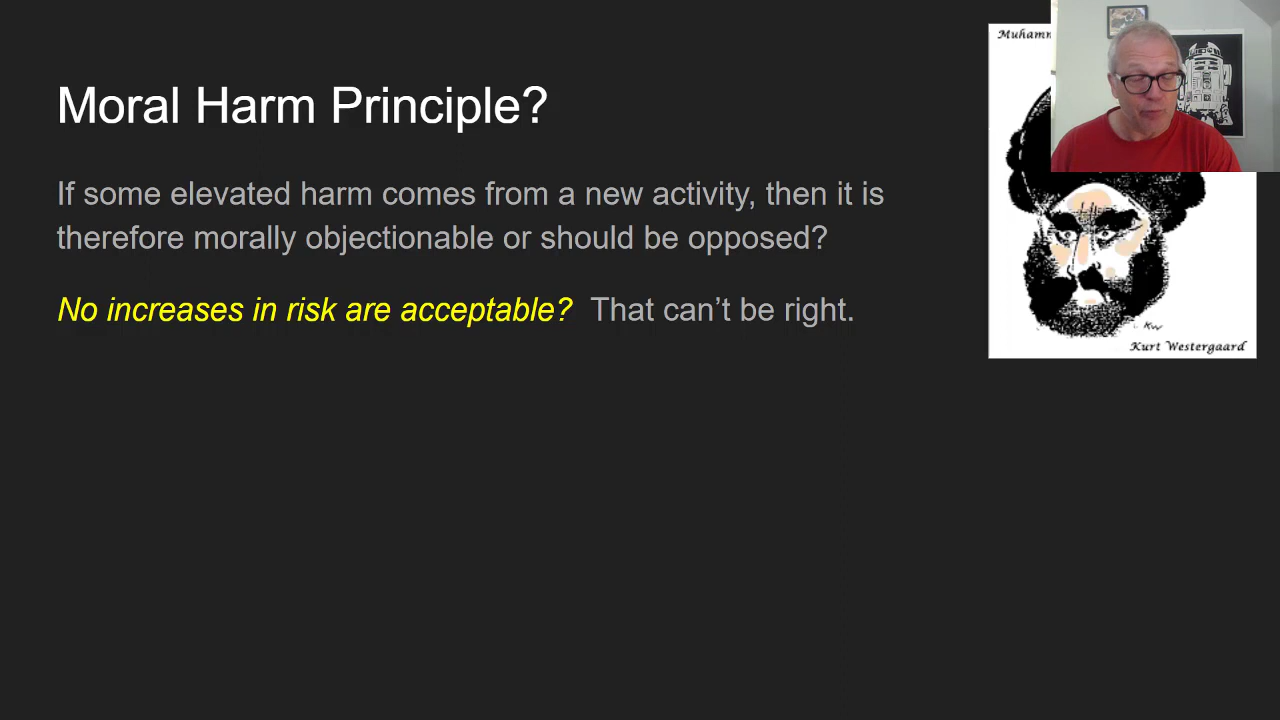 Moral Harm Principle?
If some elevated harm comes from a new activity, then it is
therefore morally objectionable or should be opposed?
No increases in risk are acceptable? That can’t be right.
Kurt Westergaard